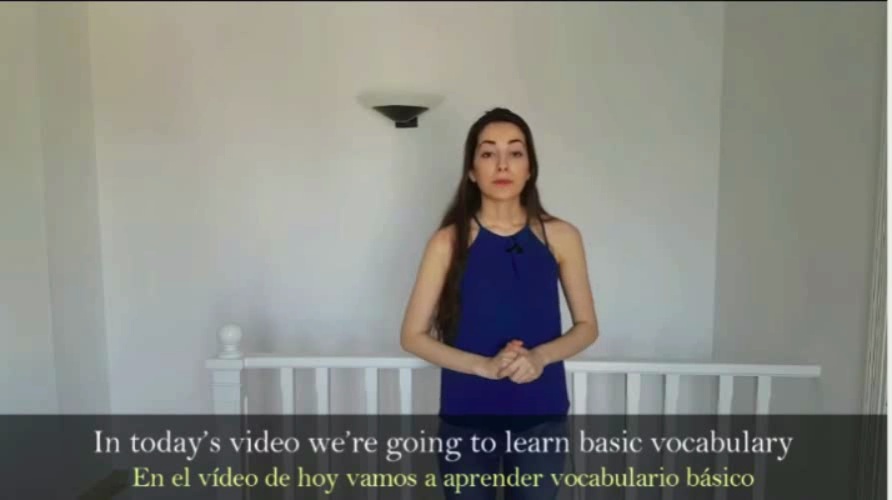 In today's video we're going to learn basic vocabulary
En el vídeo de hoy vamos a aprender vocabulario básico